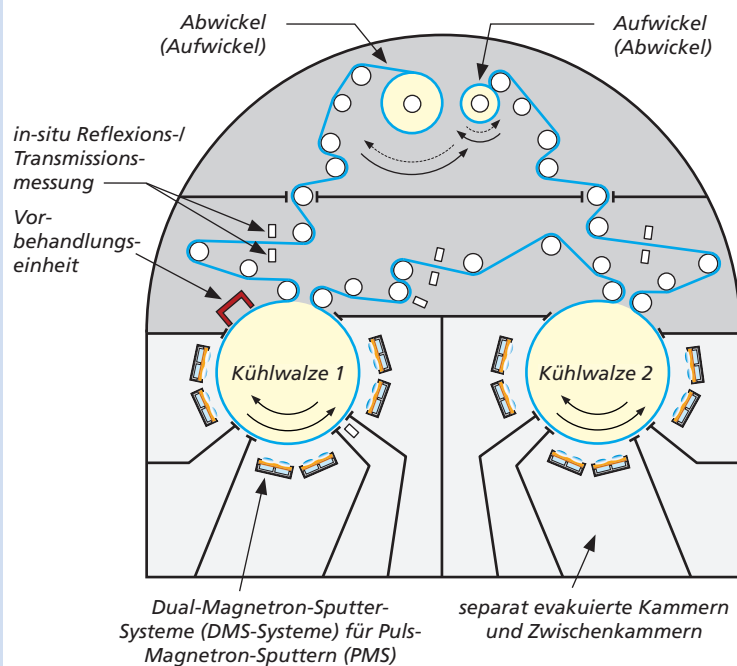 Abwickel
(Aufwickel)
Aufwickel
(Abwickel)
in-situ Reflexions-/
Transmissions-
messung
Vor-
behandlungs-
einheit
Kühlwalze 1
Kühlwalze 2
Dual-Magnetron-Sputter-
Systeme (DMS-Systeme) für Puls-
Magnetron-Sputtern (PMS)
separat evakuierte Kammern
und Zwischenkammern